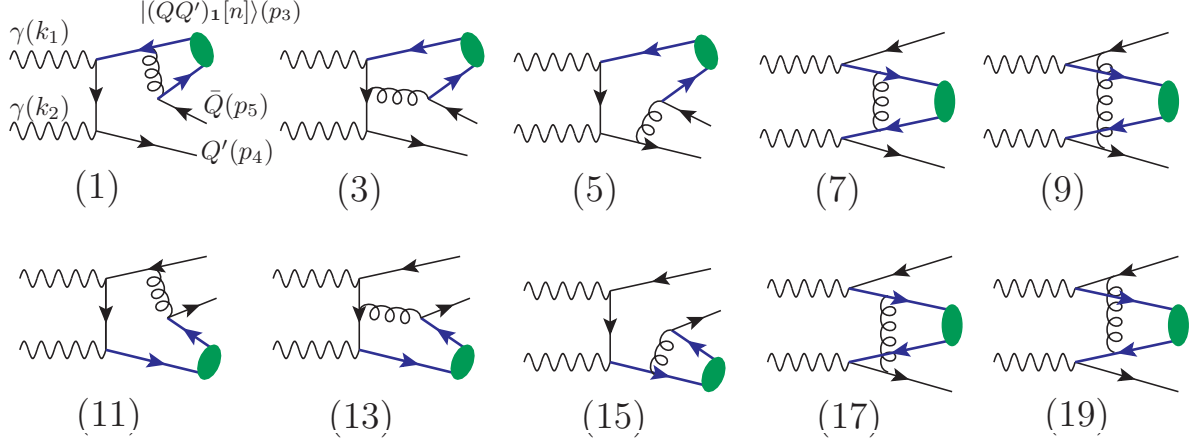 |(QQ')₁[n]⟩(p₃)
γ(k₁)
γ(k₂)
Q̄(p₅)
Q'(p₄)
(1) (3) (5) (7) (9)
(11) (13) (15) (17) (19)